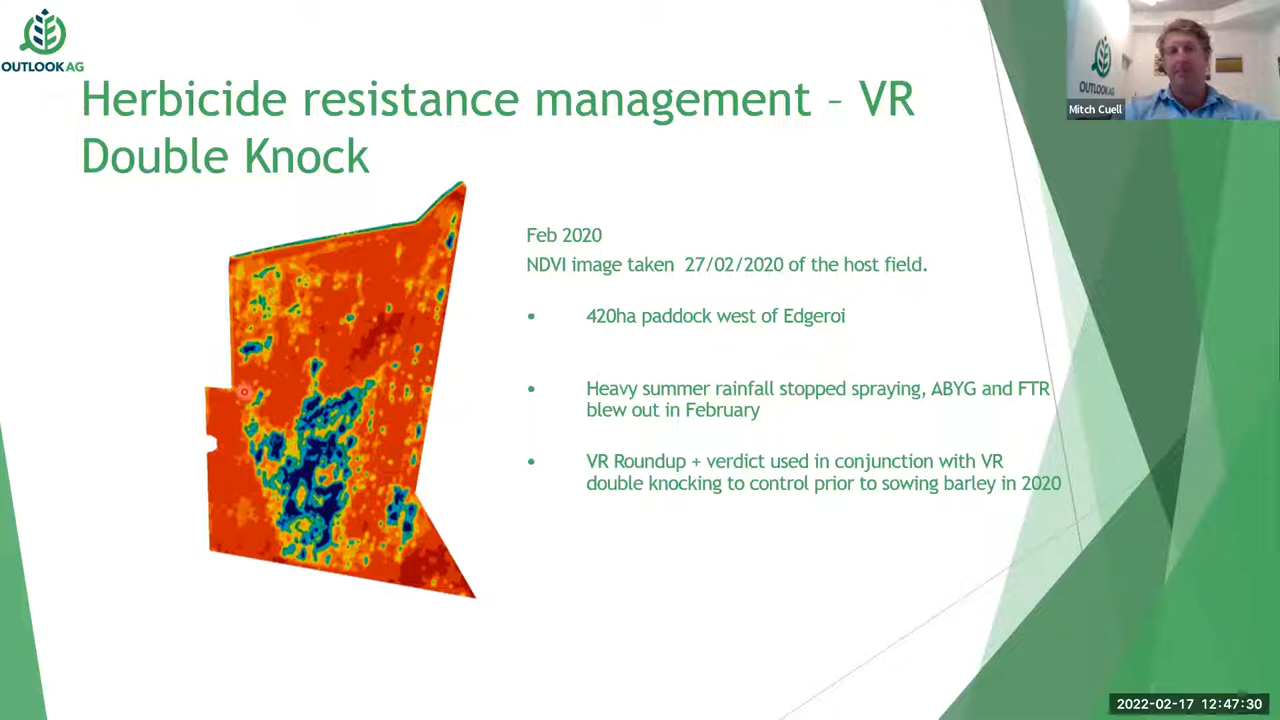 OUTLOOKAG
Herbicide resistance management – VR
Double Knock
OUTLOOKAG
Mitch Cuell
Feb 2020
NDVI image taken 27/02/2020 of the host field.
• 420ha paddock west of Edgeroi
• Heavy summer rainfall stopped spraying, ABYG and FTR
blew out in February
• VR Roundup + verdict used in conjunction with VR
double knocking to control prior to sowing barley in 2020
2022-02-17 12:47:30